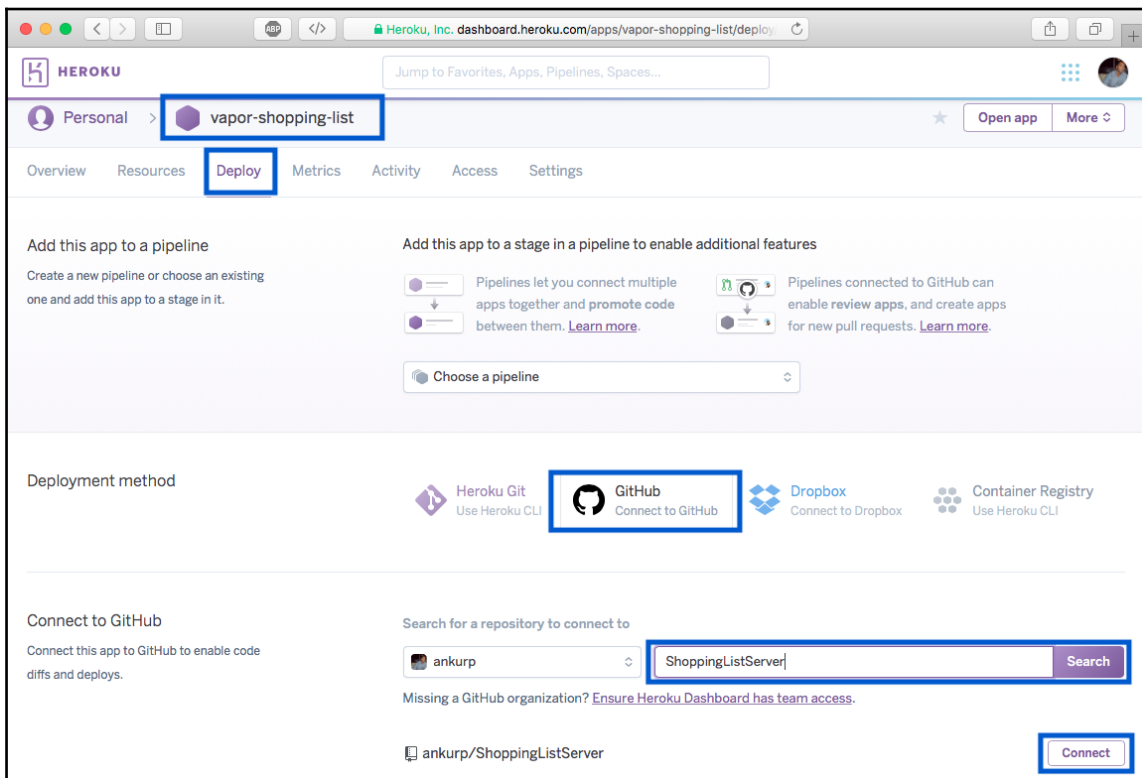 ABP
</>
Heroku, Inc. dashboard.heroku.com/apps/vapor-shopping-list/deploy
HEROKU
Jump to Favorites, Apps, Pipelines, Spaces...
Personal > vapor-shopping-list
Open app
More
Overview Resources Deploy Metrics Activity Access Settings
Add this app to a pipeline
Create a new pipeline or choose an existing
one and add this app to a stage in it.
Add this app to a stage in a pipeline to enable additional features
Pipelines let you connect multiple
apps together and promote code
between them. Learn more.
Pipelines connected to GitHub can
enable review apps, and create apps
for new pull requests. Learn more.
Choose a pipeline
Deployment method
Heroku Git
Use Heroku CLI
GitHub
Connect to GitHub
Dropbox
Connect to Dropbox
Container Registry
Use Heroku CLI
Connect to GitHub
Connect this app to GitHub to enable code
diffs and deploys.
Search for a repository to connect to
ankurp
ShoppingListServer
Search
Missing a GitHub organization? Ensure Heroku Dashboard has team access.
ankurp/ShoppingListServer
Connect